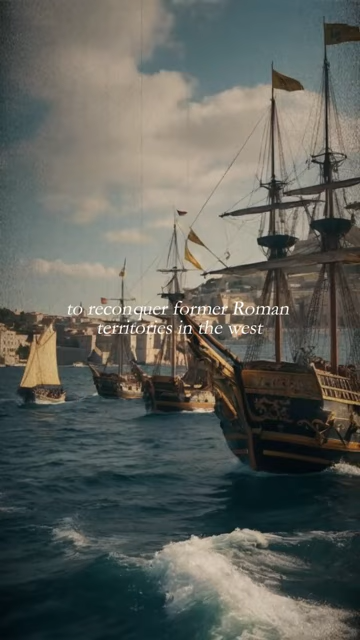 to reconquer former Roman
territories in the west